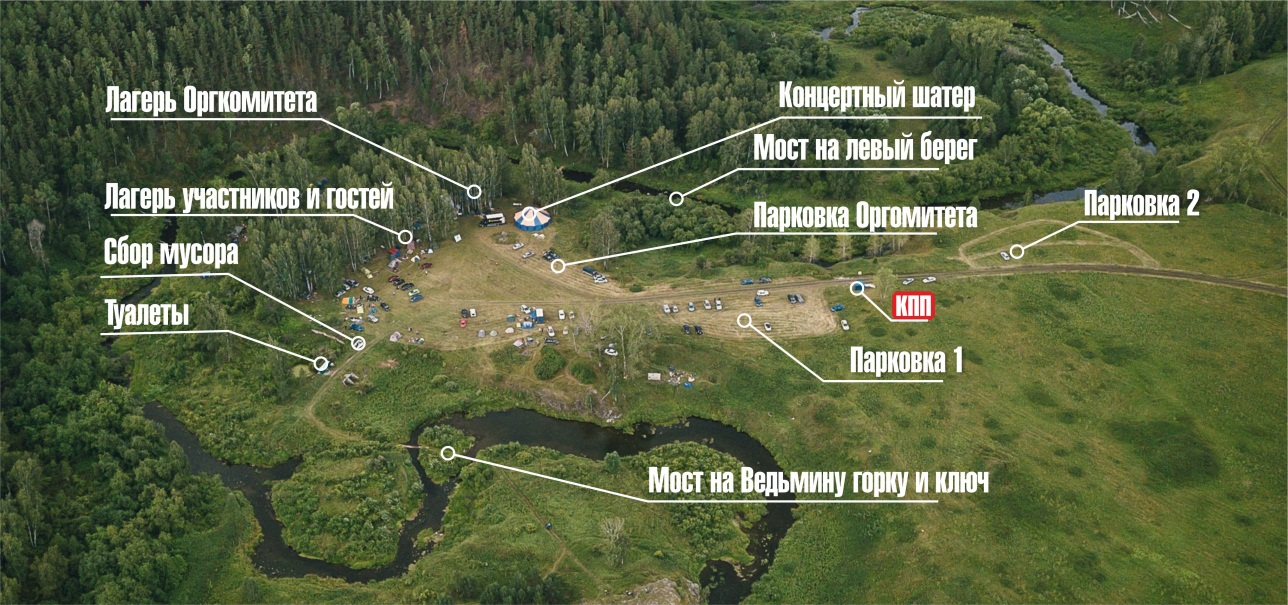 Лагерь Оргкомитета
Концертный шатер
Мост на левый берег
Лагерь участников и гостей
Парковка Оргомитета
Парковка 2
Сбор мусора
Туалеты
КПП
Парковка 1
Мост на Ведьмину горку и ключ